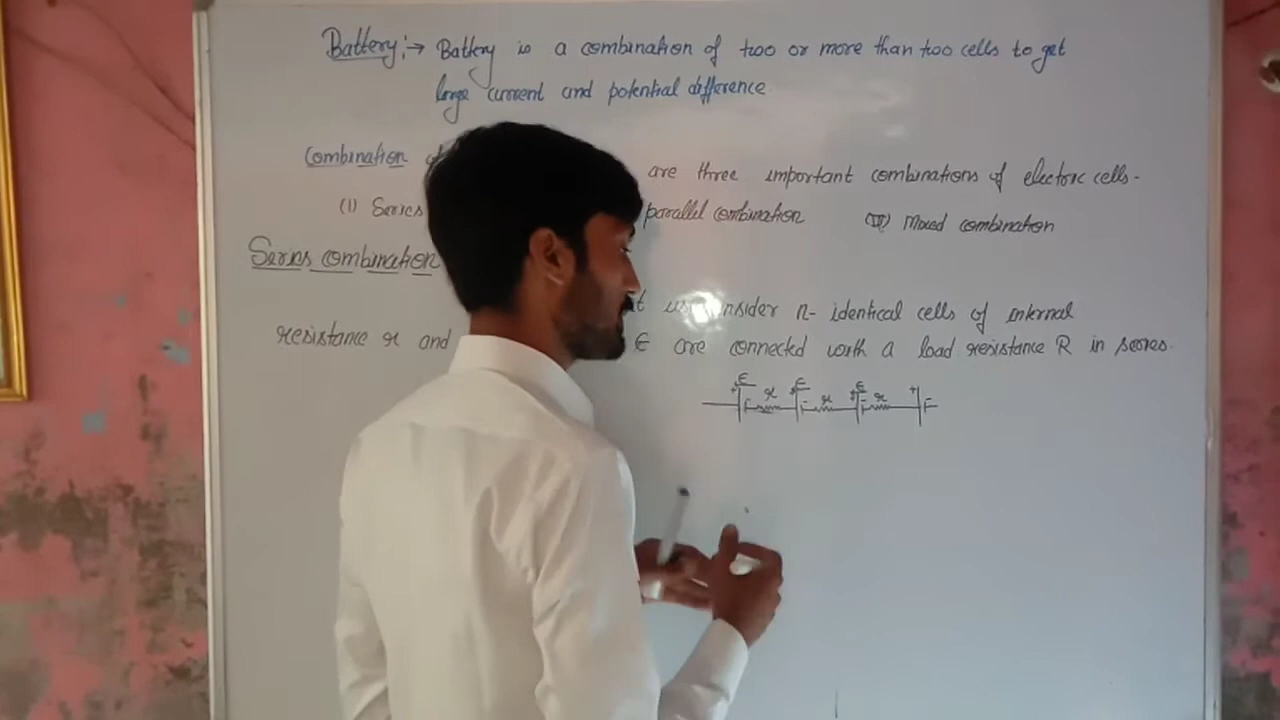 Battery:→ Battery is a combination of two or more than two cells to get
large current and potential difference
Combination are three important combinations of electric cells.
(I) Series parallel combination (III) Mixed combination
Series combination
us consider n- identical cells of internal
resistance r and E are connected with a load resistance R in series.
E E E
r r r
+ - + - + - + -